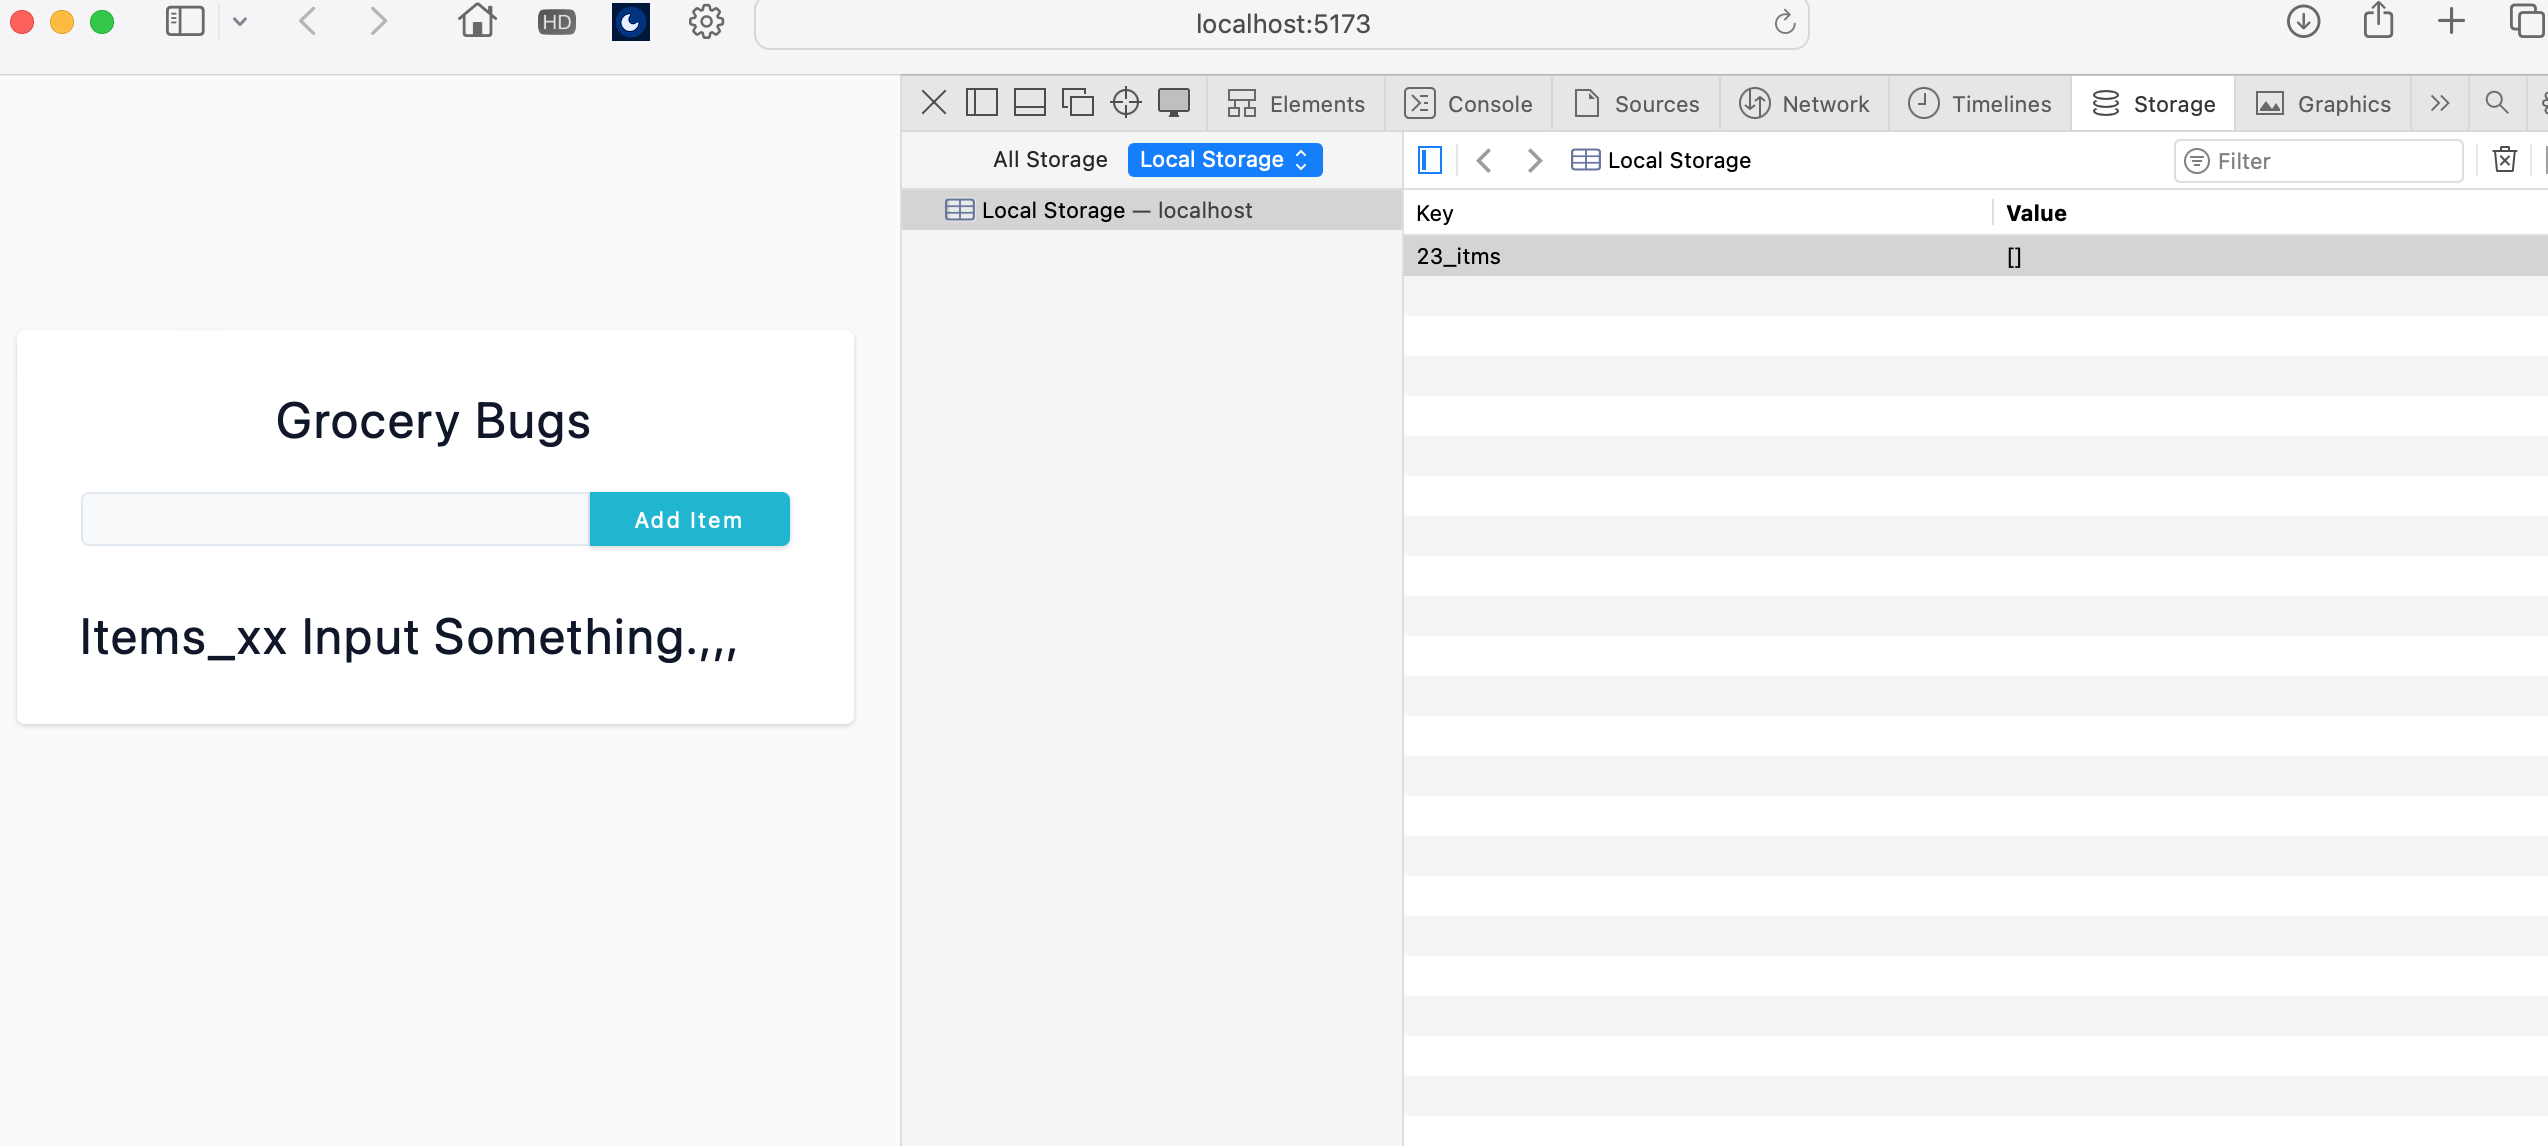 HD
localhost:5173
Elements
Console
Sources
Network
Timelines
Storage
Graphics
All Storage
Local Storage
Local Storage
Filter
Local Storage — localhost
Key
Value
23_itms
[]
Grocery Bugs
Add Item
Items_xx Input Something.,,,